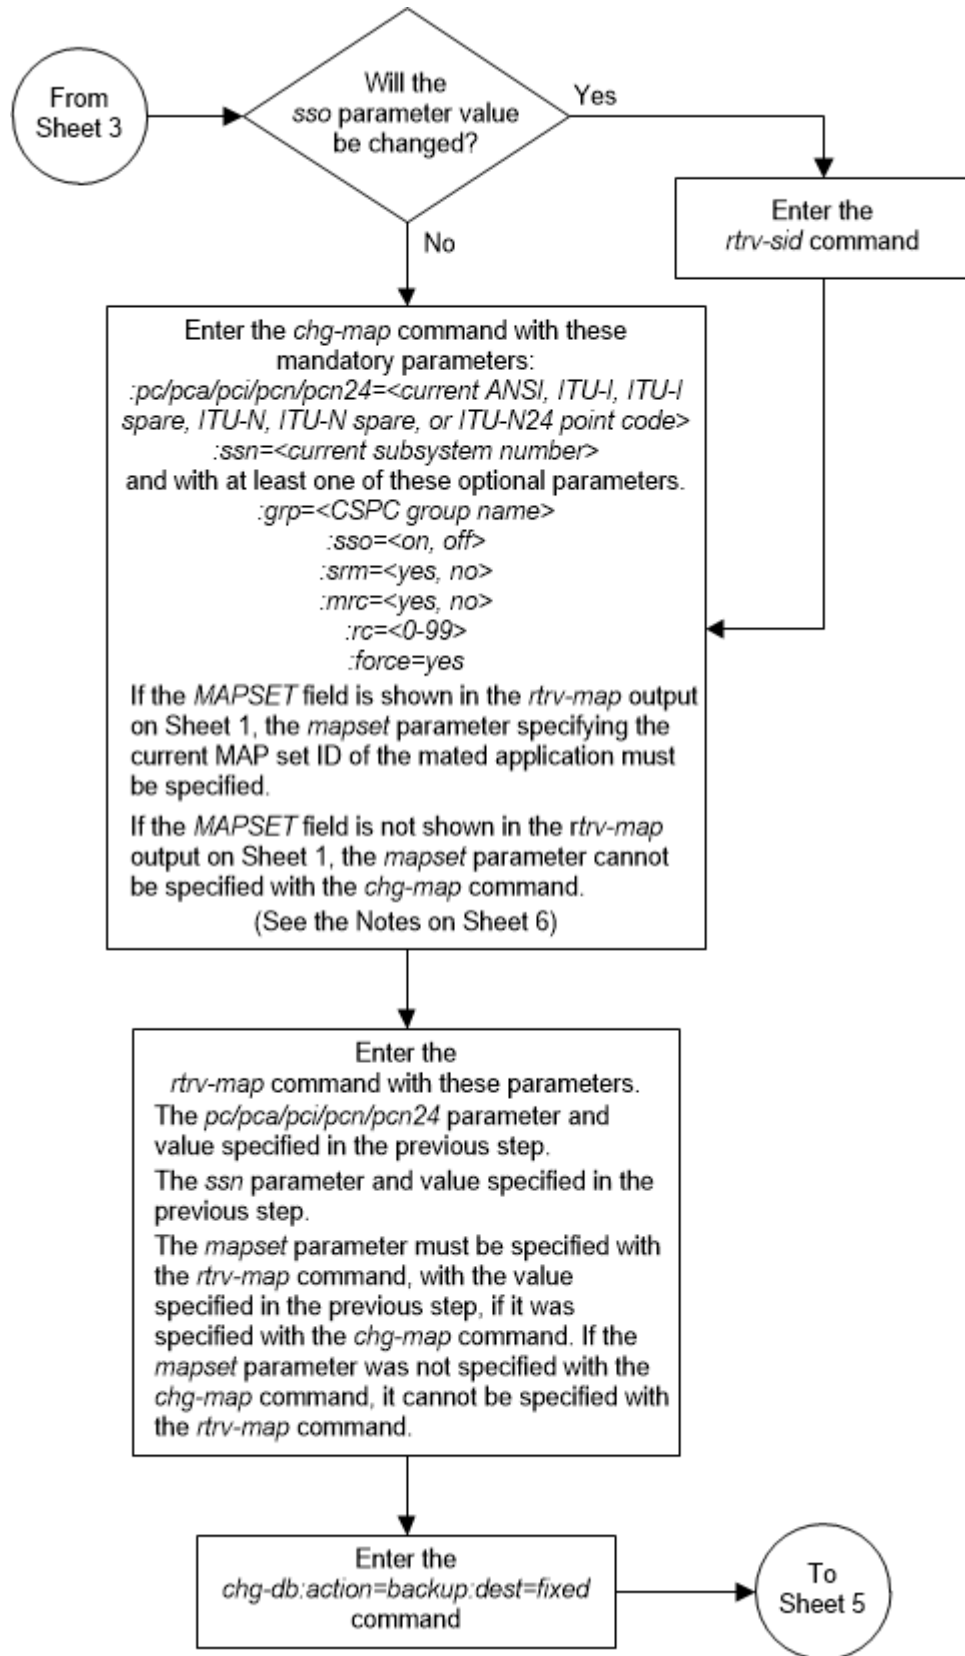 From
Sheet 3
Will the
sso parameter value
be changed?
Yes
Enter the
rtrv-sid command
No
Enter the chg-map command with these
mandatory parameters:
:pc/pca/pci/pcn/pcn24=<current ANSI, ITU-I, ITU-I
spare, ITU-N, ITU-N spare, or ITU-N24 point code>
:ssn=<current subsystem number>
and with at least one of these optional parameters.
:grp=<CSPC group name>
:sso=<on, off>
:srm=<yes, no>
:mrc=<yes, no>
:rc=<0-99>
:force=yes
If the MAPSET field is shown in the rtrv-map output
on Sheet 1, the mapset parameter specifying the
current MAP set ID of the mated application must
be specified.
If the MAPSET field is not shown in the rtrv-map
output on Sheet 1, the mapset parameter cannot
be specified with the chg-map command.
(See the Notes on Sheet 6)
Enter the
rtrv-map command with these parameters.
The pc/pca/pci/pcn/pcn24 parameter and
value specified in the previous step.
The ssn parameter and value specified in the
previous step.
The mapset parameter must be specified with
the rtrv-map command, with the value
specified in the previous step, if it was
specified with the chg-map command. If the
mapset parameter was not specified with the
chg-map command, it cannot be specified with
the rtrv-map command.
Enter the
chg-db:action=backup:dest=fixed
command
To
Sheet 5